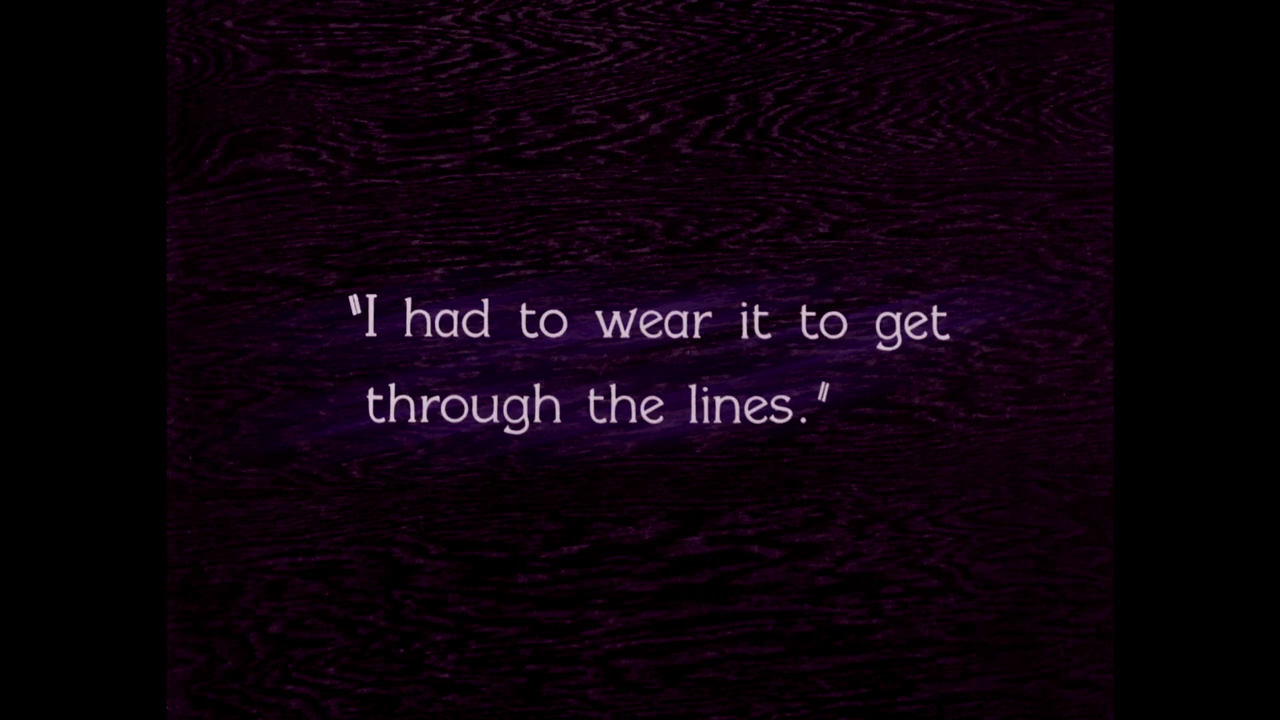 "I had to wear it to get
through the lines."